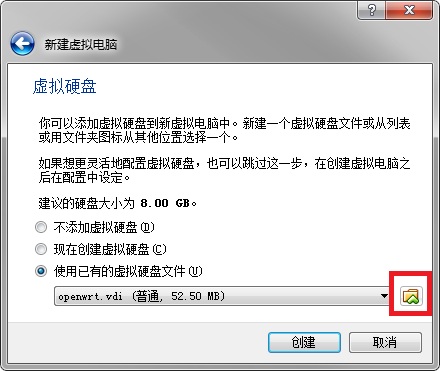 新建虚拟电脑
虚拟硬盘
你可以添加虚拟硬盘到新虚拟电脑中。新建一个虚拟硬盘文件或从列表
或用文件夹图标从其他位置选择一个。
如果想更灵活地配置虚拟硬盘，也可以跳过这一步，在创建虚拟电脑之
后在配置中设定。
建议的硬盘大小为 8.00 GB。
不添加虚拟硬盘(D)
现在创建虚拟硬盘(C)
使用已有的虚拟硬盘文件(U)
openwrt.vdi (普通, 52.50 MB)
创建
取消